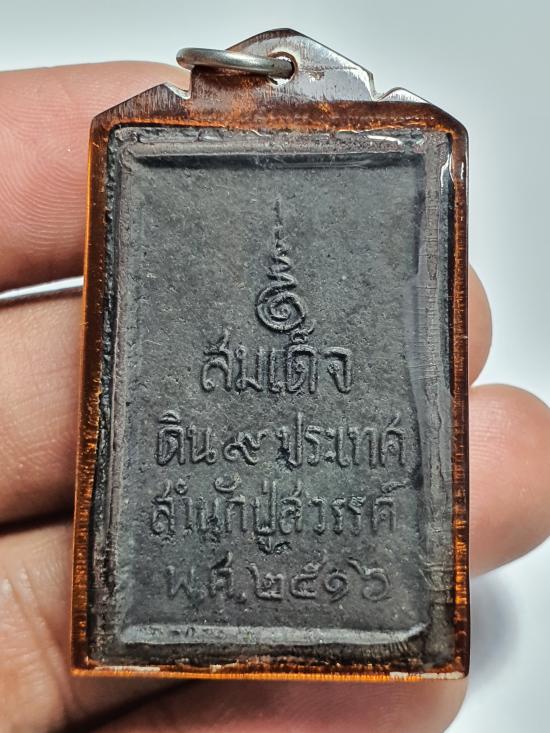 สมเด็จ
ดิน ๙ ประเทศ
สำนักปู่สวรรค์
พ.ศ. ๒๕๑๖